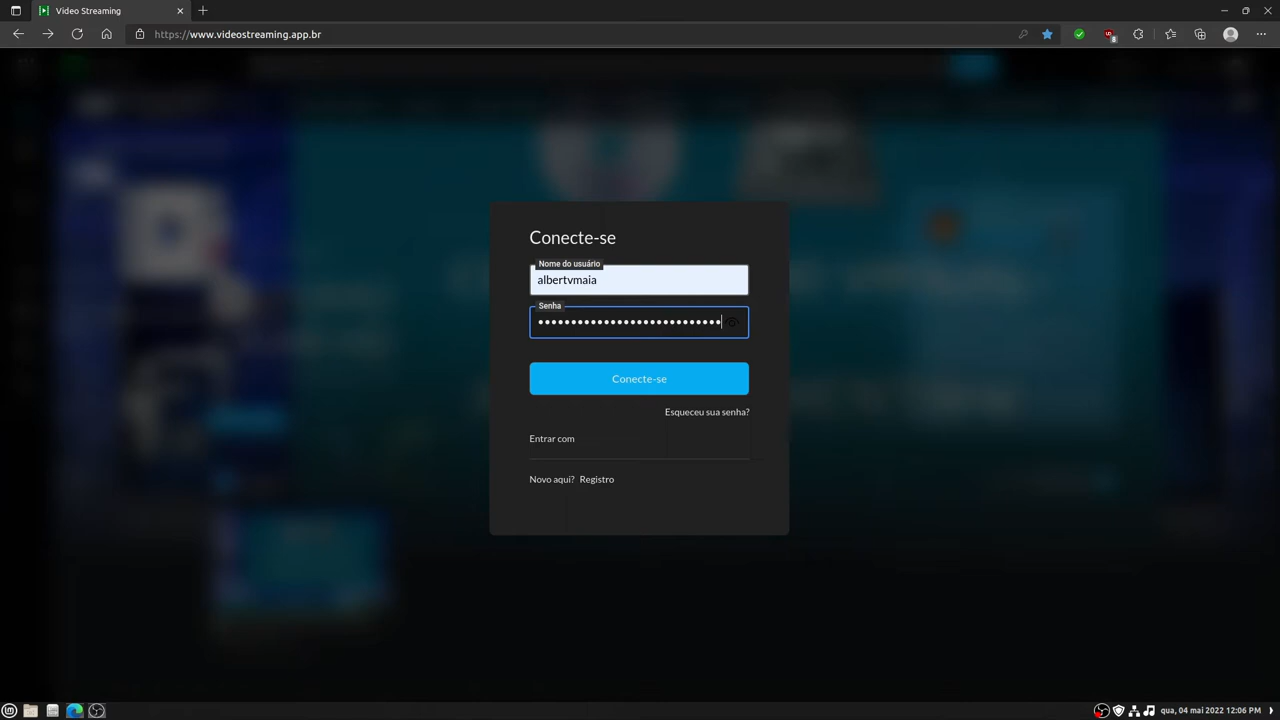 Video Streaming
https://www.videostreaming.app.br
8
Conecte-se
Nome do usuário
albertvmaia
Senha
••••••••••••••••••••••••••••
Conecte-se
Esqueceu sua senha?
Entrar com
Novo aqui? Registro
qua, 04 mai 2022 12:06 PM